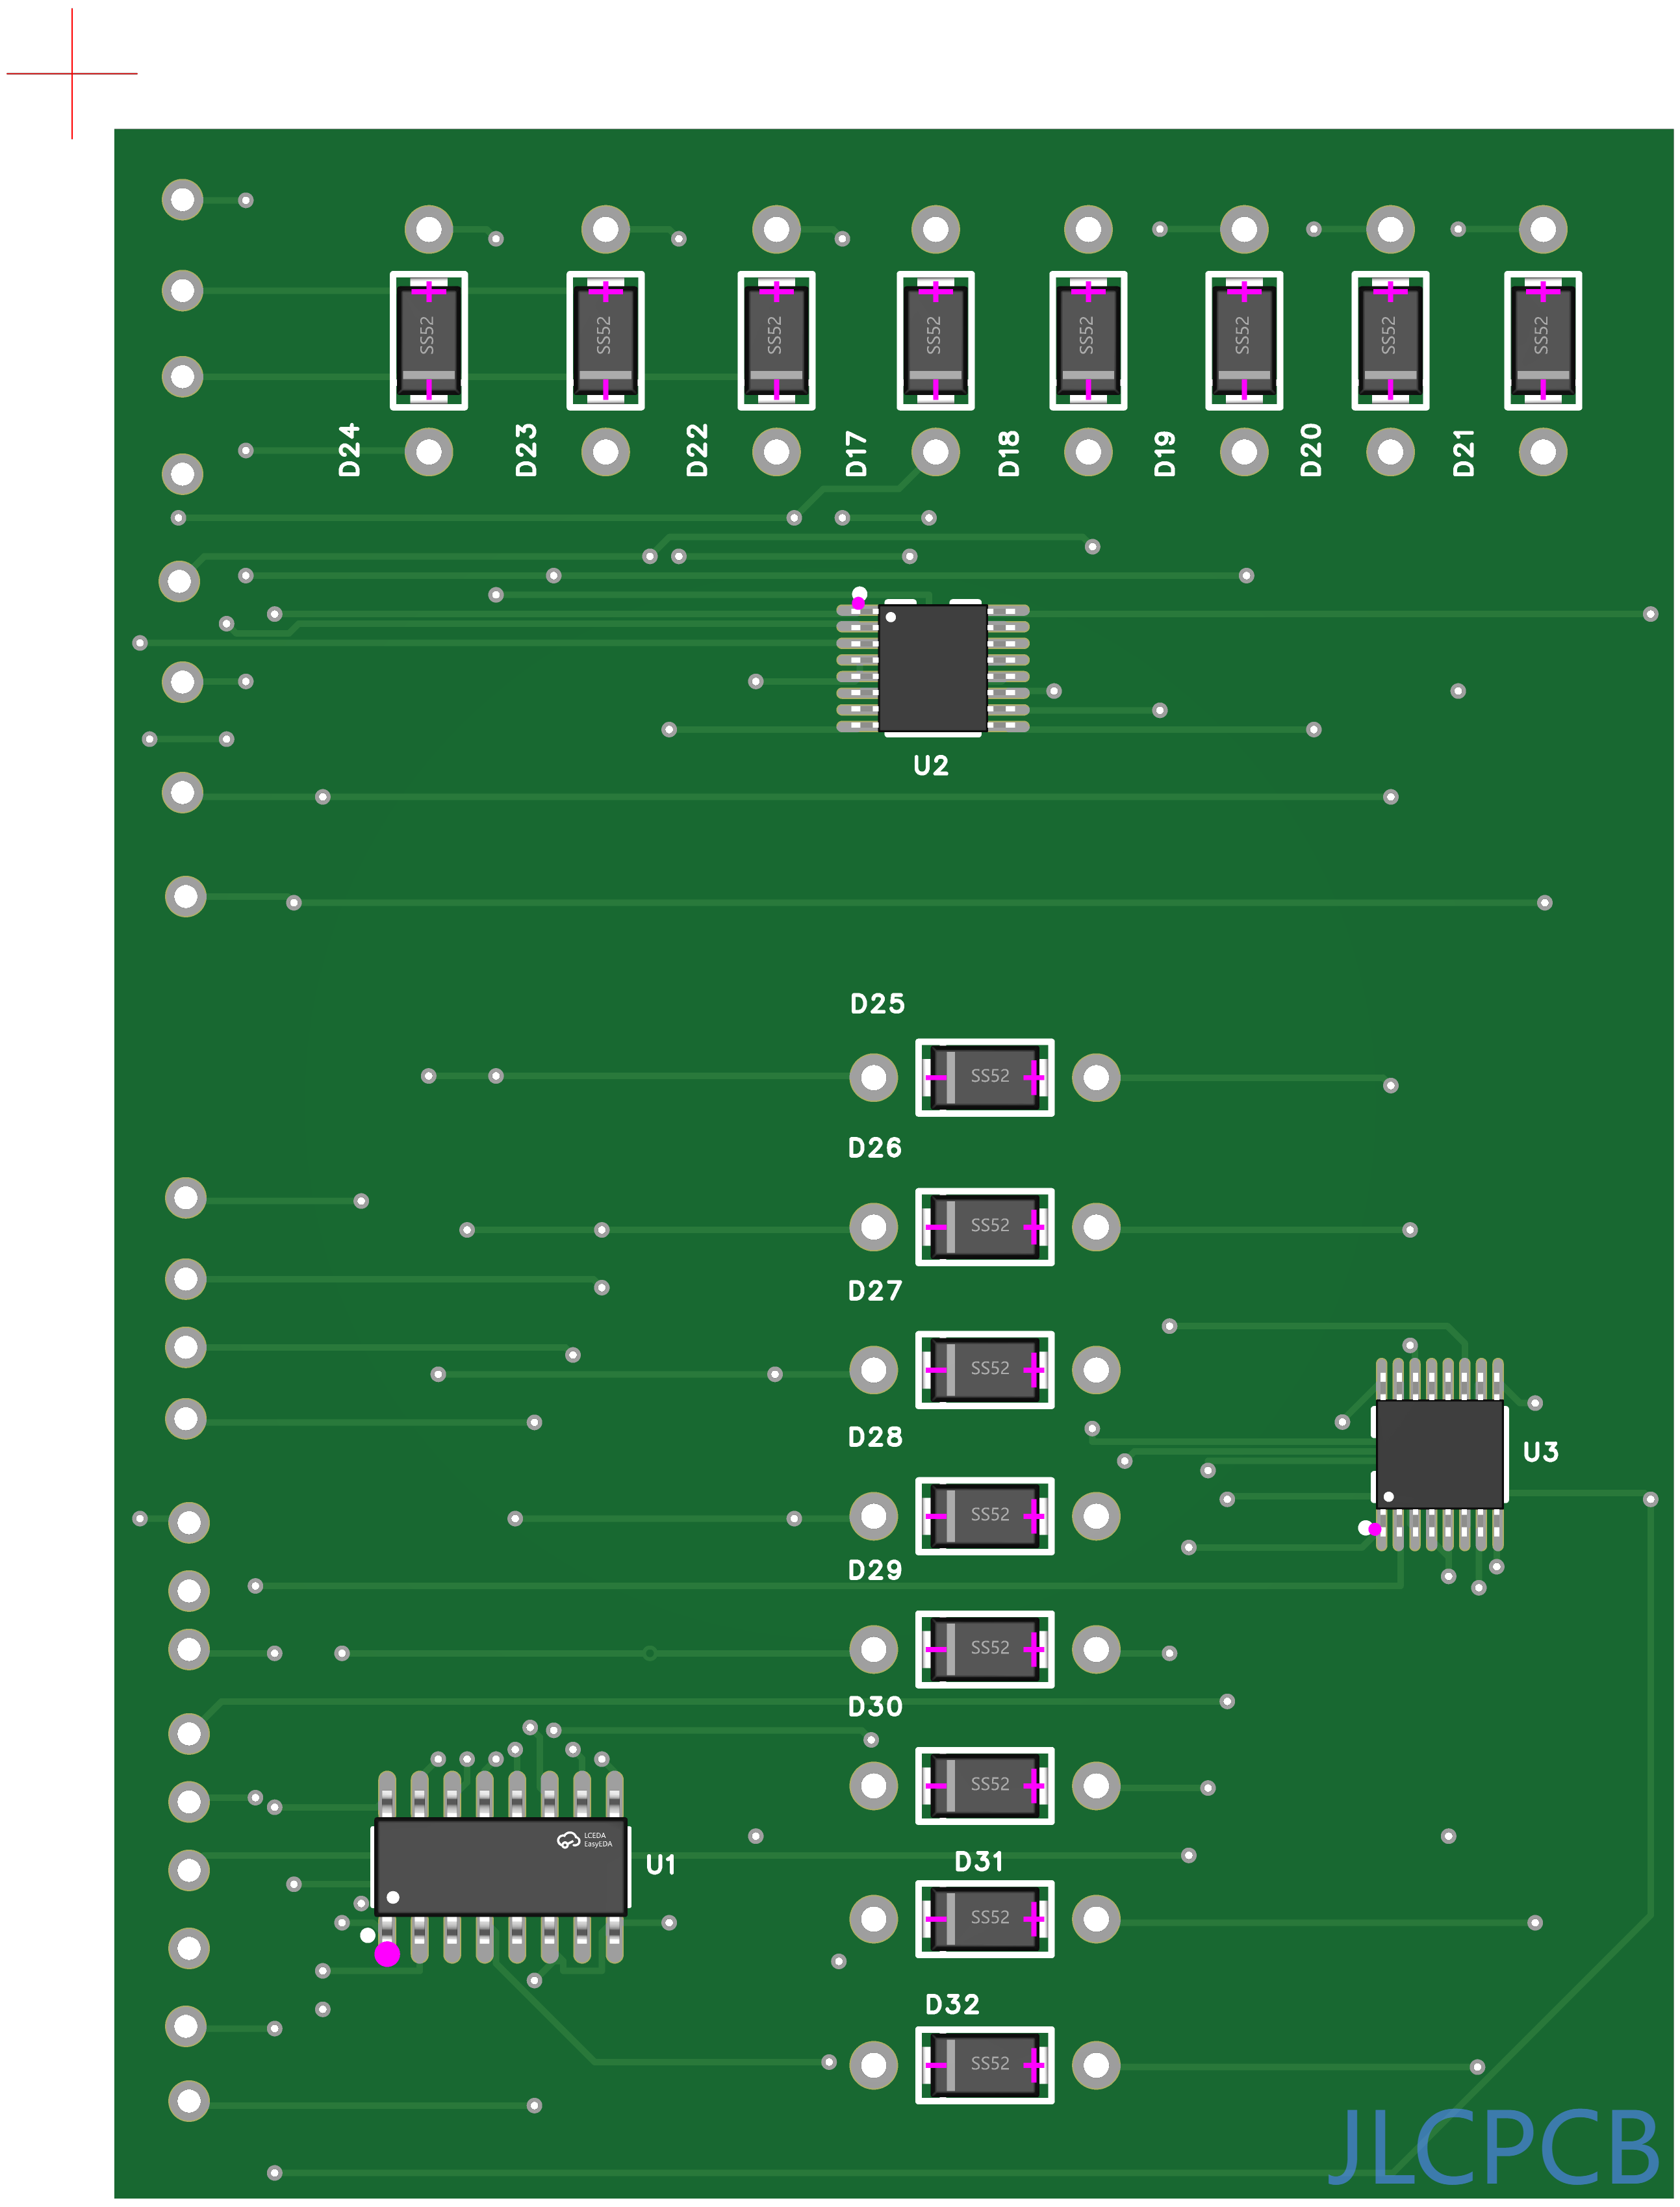 SS52 SS52 SS52 SS52 SS52 SS52 SS52 SS52
D24 D23 D22 D17 D18 D19 D20 D21
U2
D25
SS52
D26
SS52
D27
SS52
D28
U3
SS52
D29
SS52
D30
SS52
LCEDA
EasyEDA
U1
D31
SS52
D32
SS52
JLCPCB